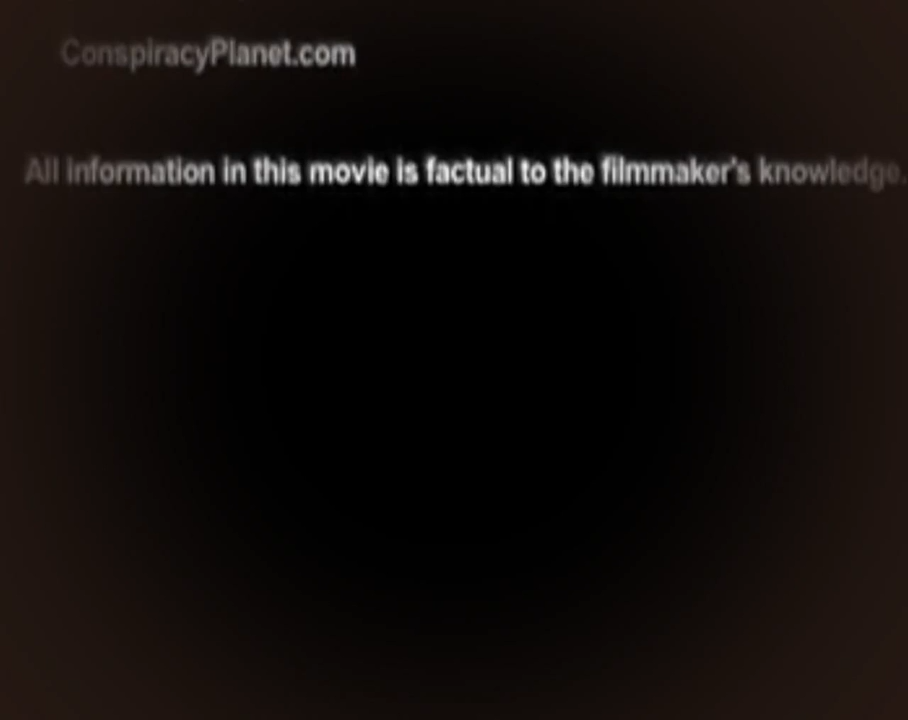 ConspiracyPlanet.com
All information in this movie is factual to the filmmaker's knowledge.